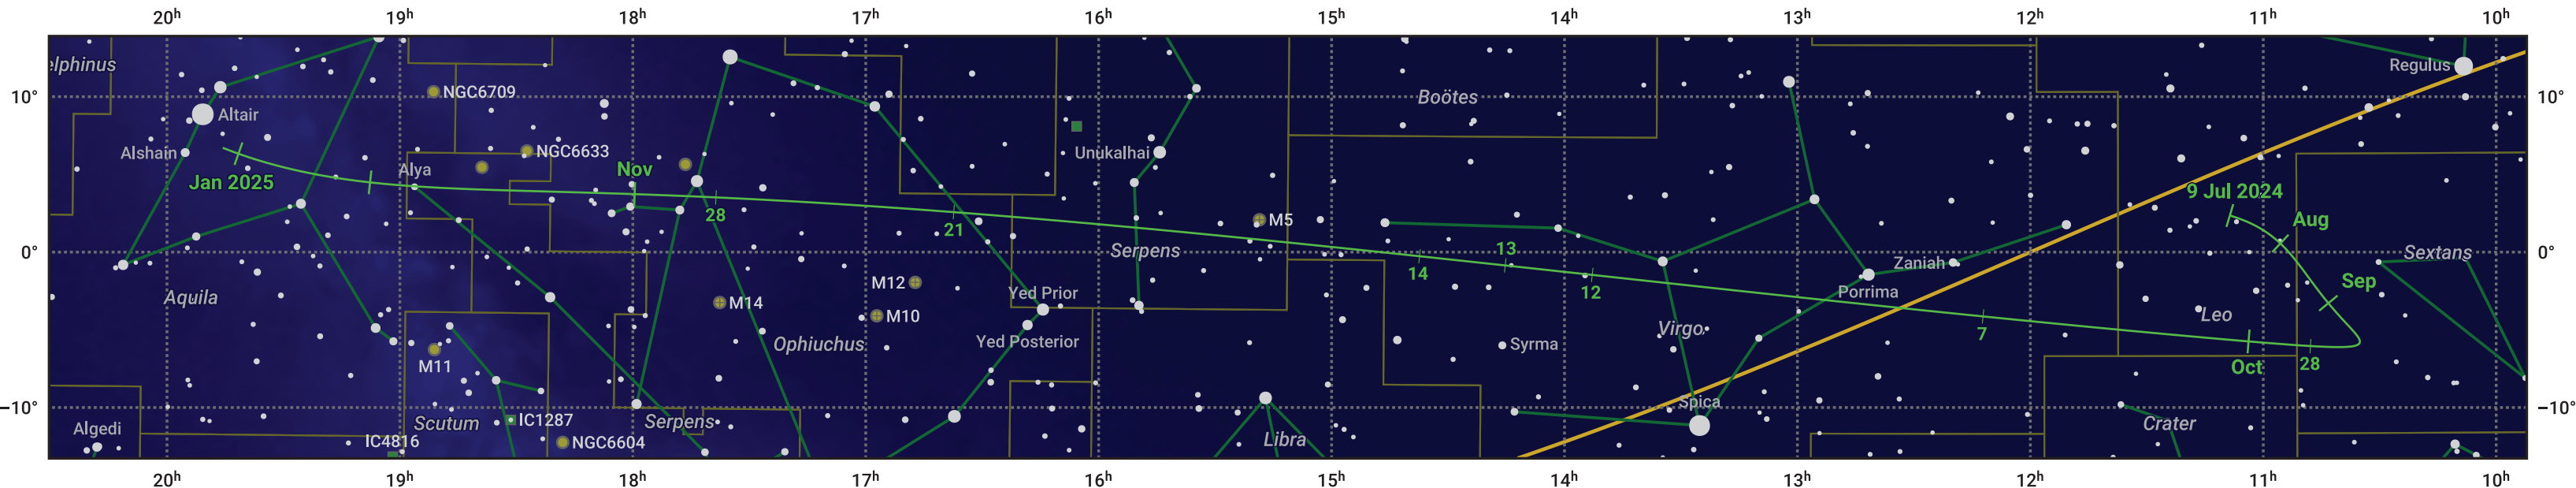 20h 19h 18h 17h 16h 15h 14h 13h 12h 11h 10h
elphinus
Regulus
10° NGC6709 Boötes 10°
Altair
Alshain NGC6633 Unukalhai
Alya Nov
Jan 2025 9 Jul 2024
28 M5 Aug
21 13
0° Serpens 14 Zaniah Sextans 0°
M12 12 Porrima Sep
Aquila M14 Yed Prior
M10 Virgo Leo
Ophiuchus Yed Posterior Syrma 7
M11 Oct 28
Spica
−10° IC1287 −10°
Algedi Scutum Serpens Crater
IC4816 NGC6604 Libra
20h 19h 18h 17h 16h 15h 14h 13h 12h 11h 10h